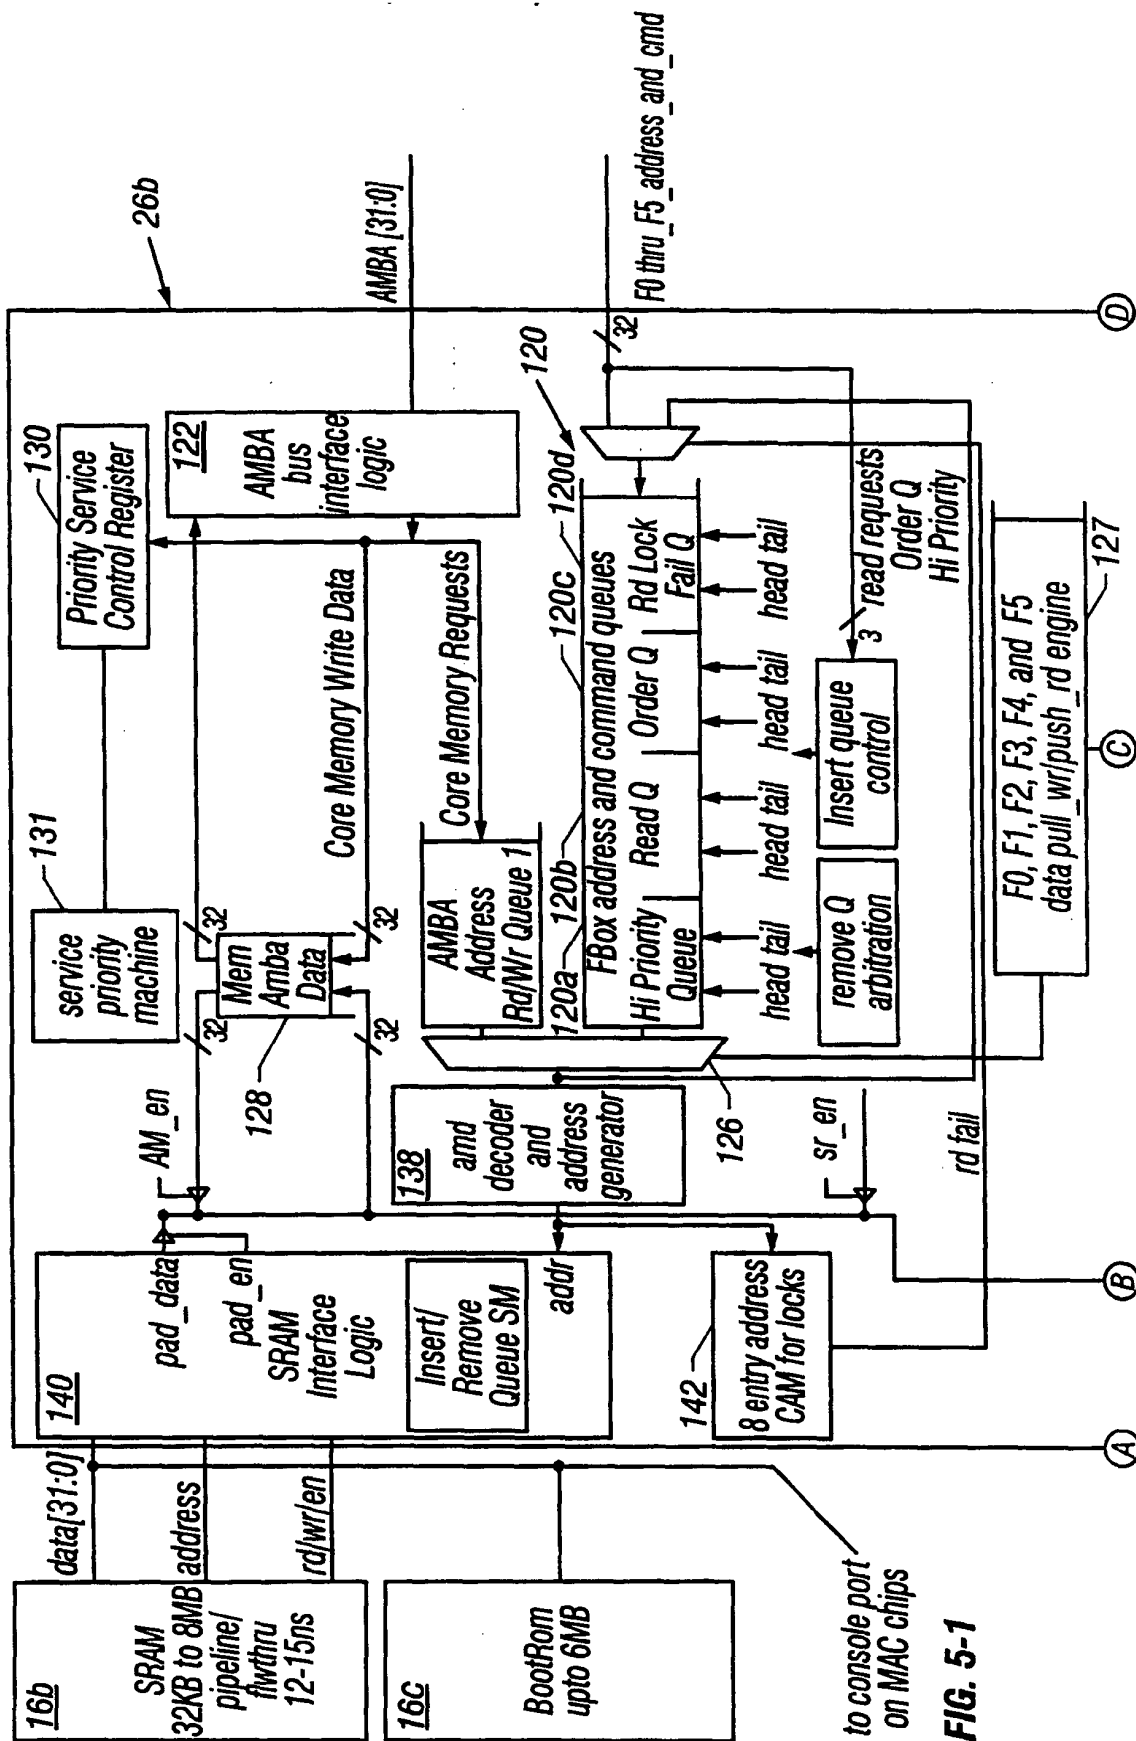 16b
SRAM
32KB to 8MB
pipeline/
flwthru
12-15ns
data[31:0]
address
rd/wr/en
16c
BootRom
upto 6MB
to console port
on MAC chips
140
pad_data
pad_en
SRAM
Interface
Logic
Insert/
Remove
Queue SM
addr
142
8 entry address
CAM for locks
AM_en
128
32
32
Mem
Amba
Data
32
32
131
service
priority
machine
130
Priority Service
Control Register
122
AMBA
bus
interface
logic
26b
AMBA [31:0]
Core Memory Write Data
Core Memory Requests
AMBA
Address
Rd/Wr Queue 1
138
amd
decoder
and
address
generator
126
sr_en
rd fail
120a
120b
120c
120d
120
FBox address and command queues
Hi Priority
Queue
Read Q
Order Q
Rd Lock
Fail Q
head tail
head tail
head tail
head tail
remove Q
arbitration
Insert queue
control
3
read requests
Order Q
Hi Priority
32
F0 thru_F5_address_and_cmd
F0, F1, F2, F3, F4, and F5
data pull_wr/push_rd engine
127
A
B
C
D
FIG. 5-1